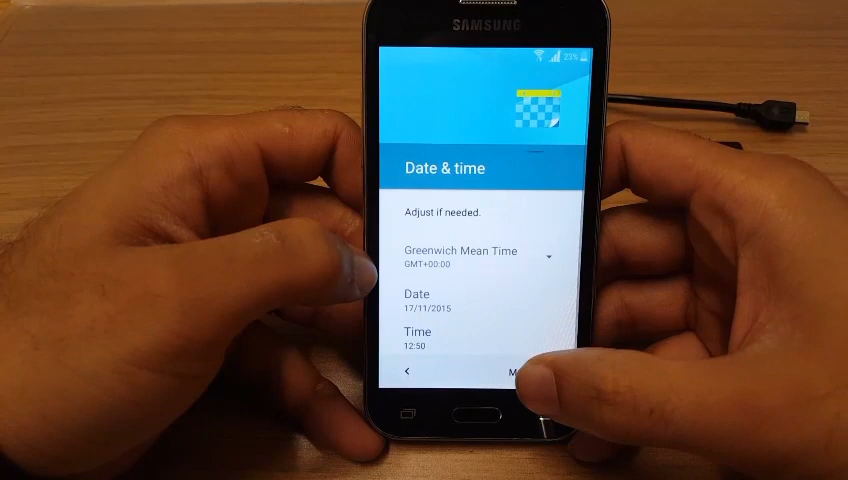 SAMSUNG
23%
Date & time
Adjust if needed.
Greenwich Mean Time
GMT+00:00
Date
17/11/2015
Time
12:50